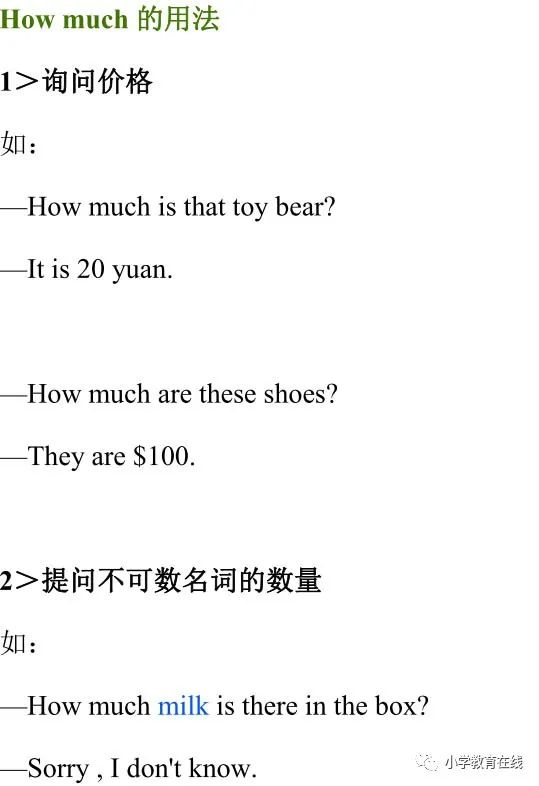 How much 的用法
1＞询问价格
如：
—How much is that toy bear?
—It is 20 yuan.
—How much are these shoes?
—They are $100.
2＞提问不可数名词的数量
如：
—How much milk is there in the box?
—Sorry , I don't know.
小学教育在线